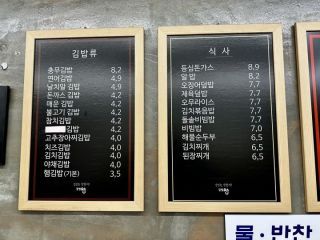 김밥류
충무김밥 8,2
연어김밥 4,9
날치알 김밥 4,9
돈까스 김밥 4,2
매운 김밥 4,2
불고기 김밥 4,2
참치김밥 4,2
김밥 4,2
고추장아찌김밥 4,0
치즈김밥 4,0
김치김밥 4,0
야채김밥 4,0
햄김밥(기본) 3,5
식사
등심돈가스 8,9
알 밥 8,2
오징어덮밥 7,7
제육덮밥 7,7
오므라이스 7,7
김치볶음밥 7,7
돌솥비빔밥 7,7
비빔밥 7,0
해물순두부 6,5
김치찌개 6,5
된장찌개 6,5
물·반찬